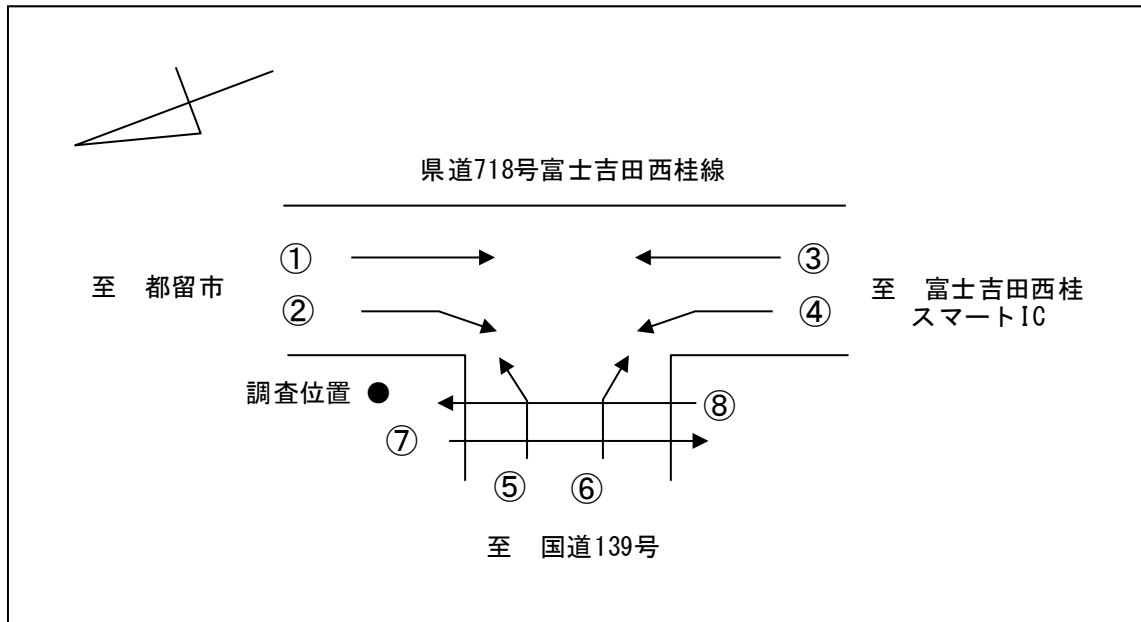 県道718号富士吉田西桂線
① ③
至 都留市
至 富士吉田西桂
スマートIC
② ④
調査位置
⑧
⑦
⑤ ⑥
至 国道139号